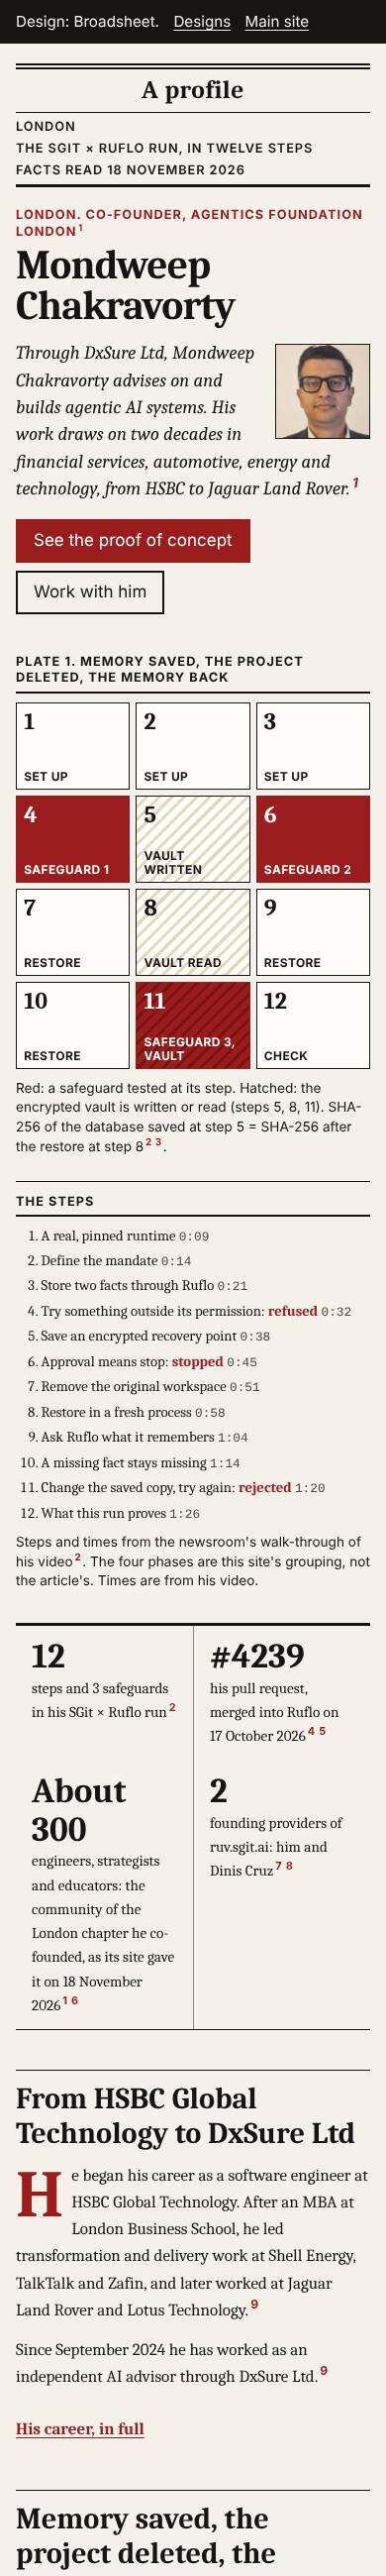 Design: Broadsheet. Designs Main site
A profile
LONDON
THE SGIT × RUFLO RUN, IN TWELVE STEPS
FACTS READ 18 NOVEMBER 2026
LONDON. CO-FOUNDER, AGENTICS FOUNDATION
LONDON 1
Mondweep
Chakravorty
Through DxSure Ltd, Mondweep
Chakravorty advises on and
builds agentic AI systems. His
work draws on two decades in
financial services, automotive, energy and
technology, from HSBC to Jaguar Land Rover. 1
See the proof of concept
Work with him
PLATE 1. MEMORY SAVED, THE PROJECT
DELETED, THE MEMORY BACK
1
SET UP
2
SET UP
3
SET UP
4
SAFEGUARD 1
5
VAULT
WRITTEN
6
SAFEGUARD 2
7
RESTORE
8
VAULT READ
9
RESTORE
10
RESTORE
11
SAFEGUARD 3,
VAULT
12
CHECK
Red: a safeguard tested at its step. Hatched: the
encrypted vault is written or read (steps 5, 8, 11). SHA-
256 of the database saved at step 5 = SHA-256 after
the restore at step 8 2 3.
THE STEPS
1. A real, pinned runtime 0:09
2. Define the mandate 0:14
3. Store two facts through Ruflo 0:21
4. Try something outside its permission: refused 0:32
5. Save an encrypted recovery point 0:38
6. Approval means stop: stopped 0:45
7. Remove the original workspace 0:51
8. Restore in a fresh process 0:58
9. Ask Ruflo what it remembers 1:04
10. A missing fact stays missing 1:14
11. Change the saved copy, try again: rejected 1:20
12. What this run proves 1:26
Steps and times from the newsroom's walk-through of
his video 2. The four phases are this site's grouping, not
the article's. Times are from his video.
12
steps and 3 safeguards
in his SGit × Ruflo run 2
#4239
his pull request,
merged into Ruflo on
17 October 2026 4 5
About
300
engineers, strategists
and educators: the
community of the
London chapter he co-
founded, as its site gave
it on 18 November
2026 1 6
2
founding providers of
ruv.sgit.ai: him and
Dinis Cruz 7 8
From HSBC Global
Technology to DxSure Ltd
He began his career as a software engineer at
HSBC Global Technology. After an MBA at
London Business School, he led
transformation and delivery work at Shell Energy,
TalkTalk and Zafin, and later worked at Jaguar
Land Rover and Lotus Technology. 9
Since September 2024 he has worked as an
independent AI advisor through DxSure Ltd. 9
His career, in full
Memory saved, the
project deleted, the